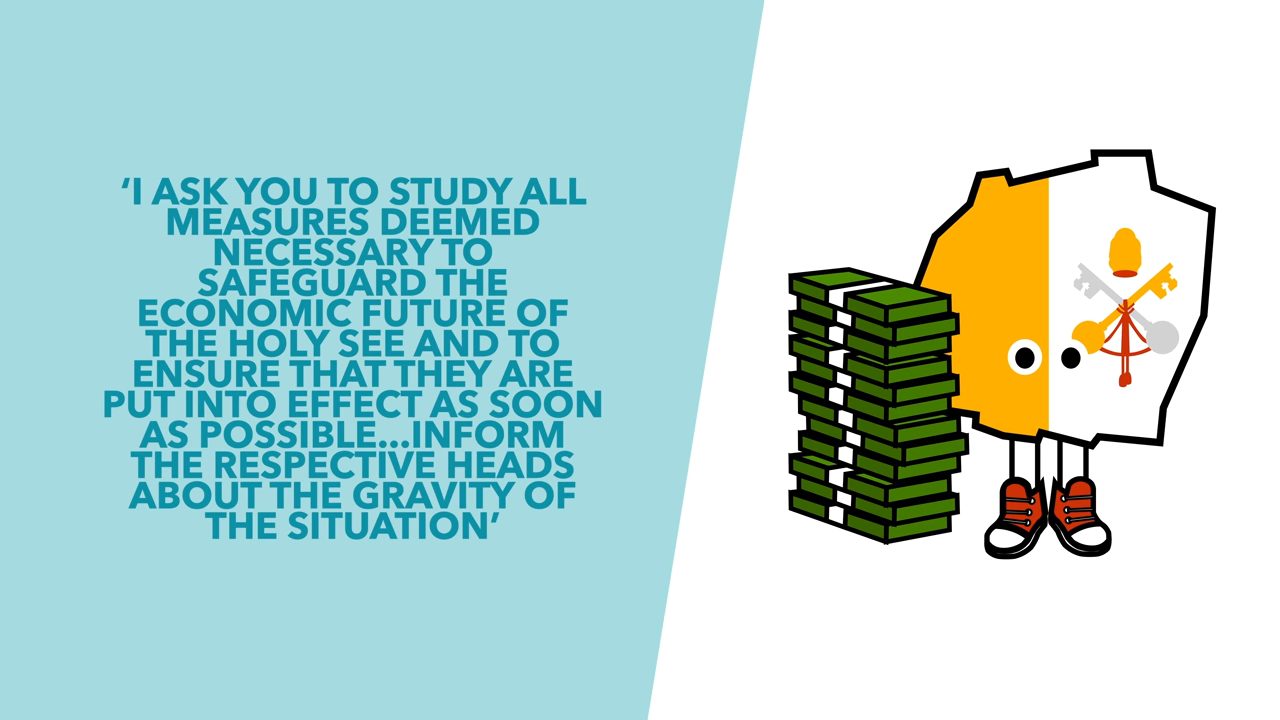 ‘I ASK YOU TO STUDY ALL
MEASURES DEEMED
NECESSARY TO
SAFEGUARD THE
ECONOMIC FUTURE OF
THE HOLY SEE AND TO
ENSURE THAT THEY ARE
PUT INTO EFFECT AS SOON
AS POSSIBLE...INFORM
THE RESPECTIVE HEADS
ABOUT THE GRAVITY OF
THE SITUATION’